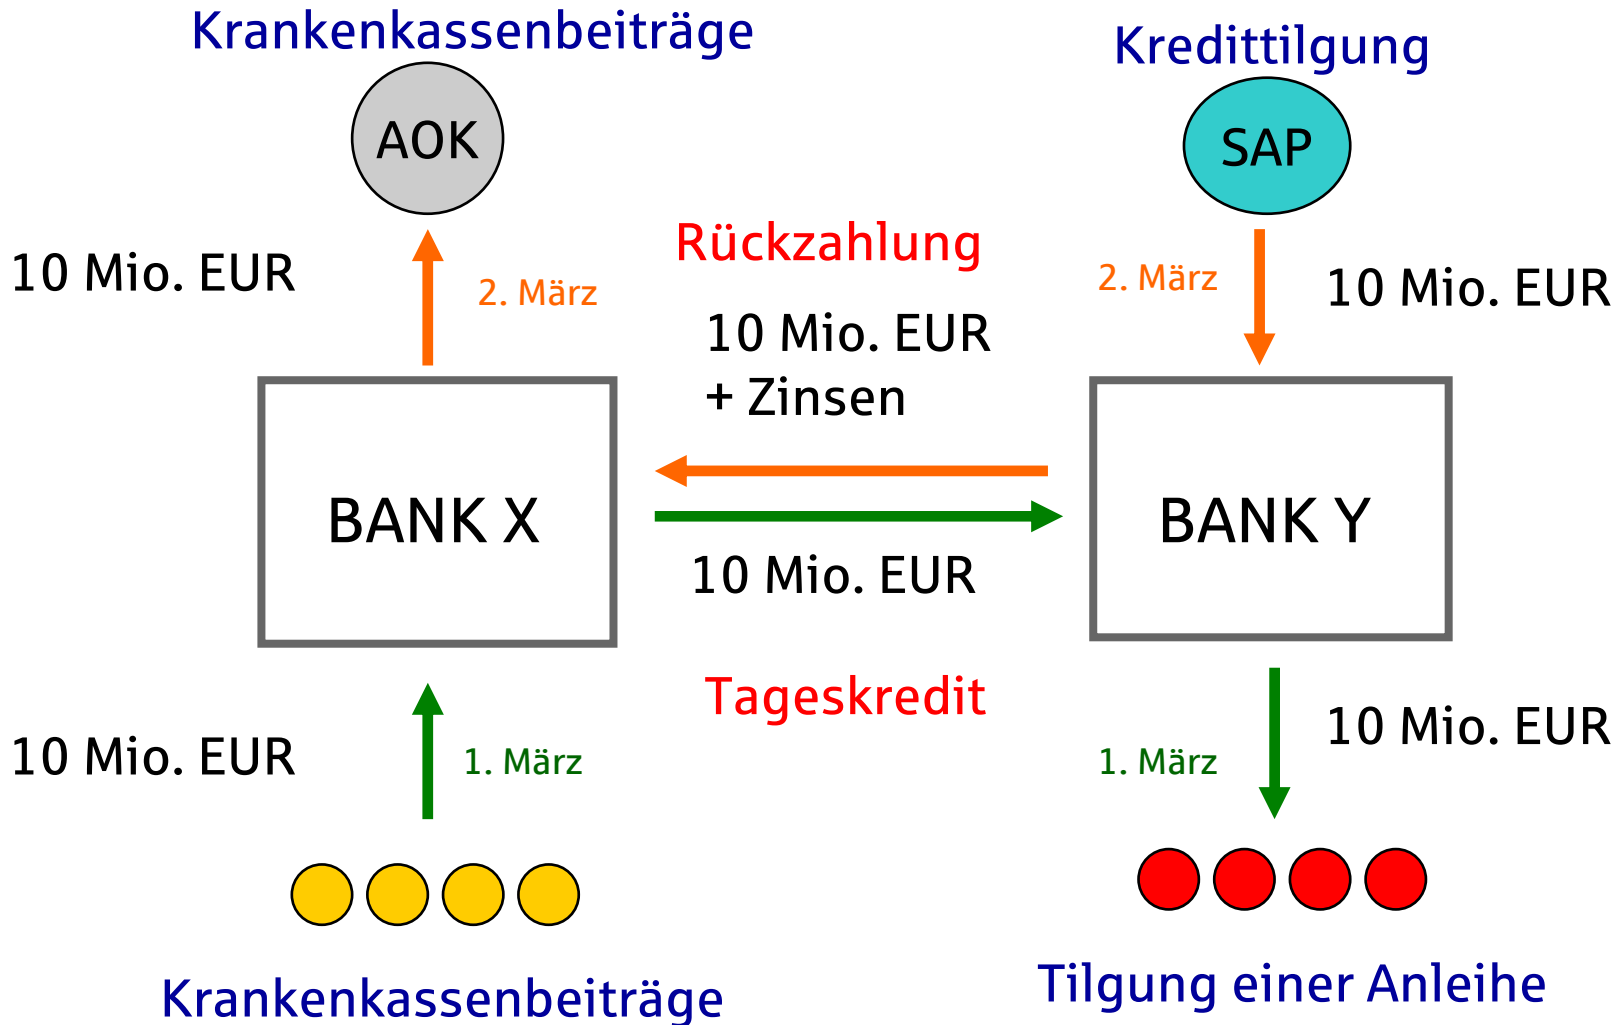 Krankenkassenbeiträge
Kredittilgung
AOK
SAP
Rückzahlung
10 Mio. EUR
2. März
2. März
10 Mio. EUR
10 Mio. EUR
+ Zinsen
BANK X
BANK Y
10 Mio. EUR
Tageskredit
10 Mio. EUR
1. März
1. März
10 Mio. EUR
Krankenkassenbeiträge
Tilgung einer Anleihe